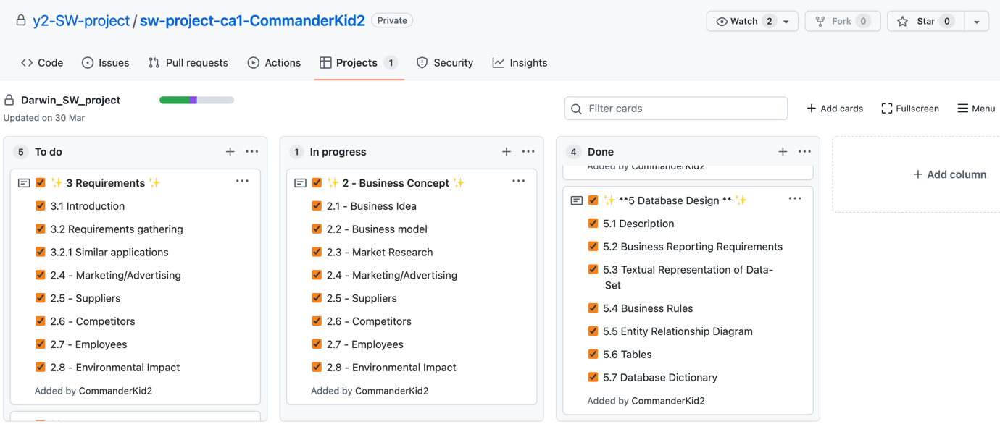 y2-SW-project / sw-project-ca1-CommanderKid2 Private
Watch 2
Fork 0
Star 0
Code
Issues
Pull requests
Actions
Projects 1
Security
Insights
Darwin_SW_project
Updated on 30 Mar
Filter cards
Add cards
Fullscreen
Menu
5 To do
✨ 3 Requirements ✨
3.1 Introduction
3.2 Requirements gathering
3.2.1 Similar applications
2.4 - Marketing/Advertising
2.5 - Suppliers
2.6 - Competitors
2.7 - Employees
2.8 - Environmental Impact
Added by CommanderKid2
1 In progress
✨ 2 - Business Concept ✨
2.1 - Business Idea
2.2 - Business model
2.3 - Market Research
2.4 - Marketing/Advertising
2.5 - Suppliers
2.6 - Competitors
2.7 - Employees
2.8 - Environmental Impact
Added by CommanderKid2
4 Done
Added by CommanderKid2
✨ **5 Database Design ** ✨
5.1 Description
5.2 Business Reporting Requirements
5.3 Textual Representation of Data-
Set
5.4 Business Rules
5.5 Entity Relationship Diagram
5.6 Tables
5.7 Database Dictionary
Added by CommanderKid2
Add column